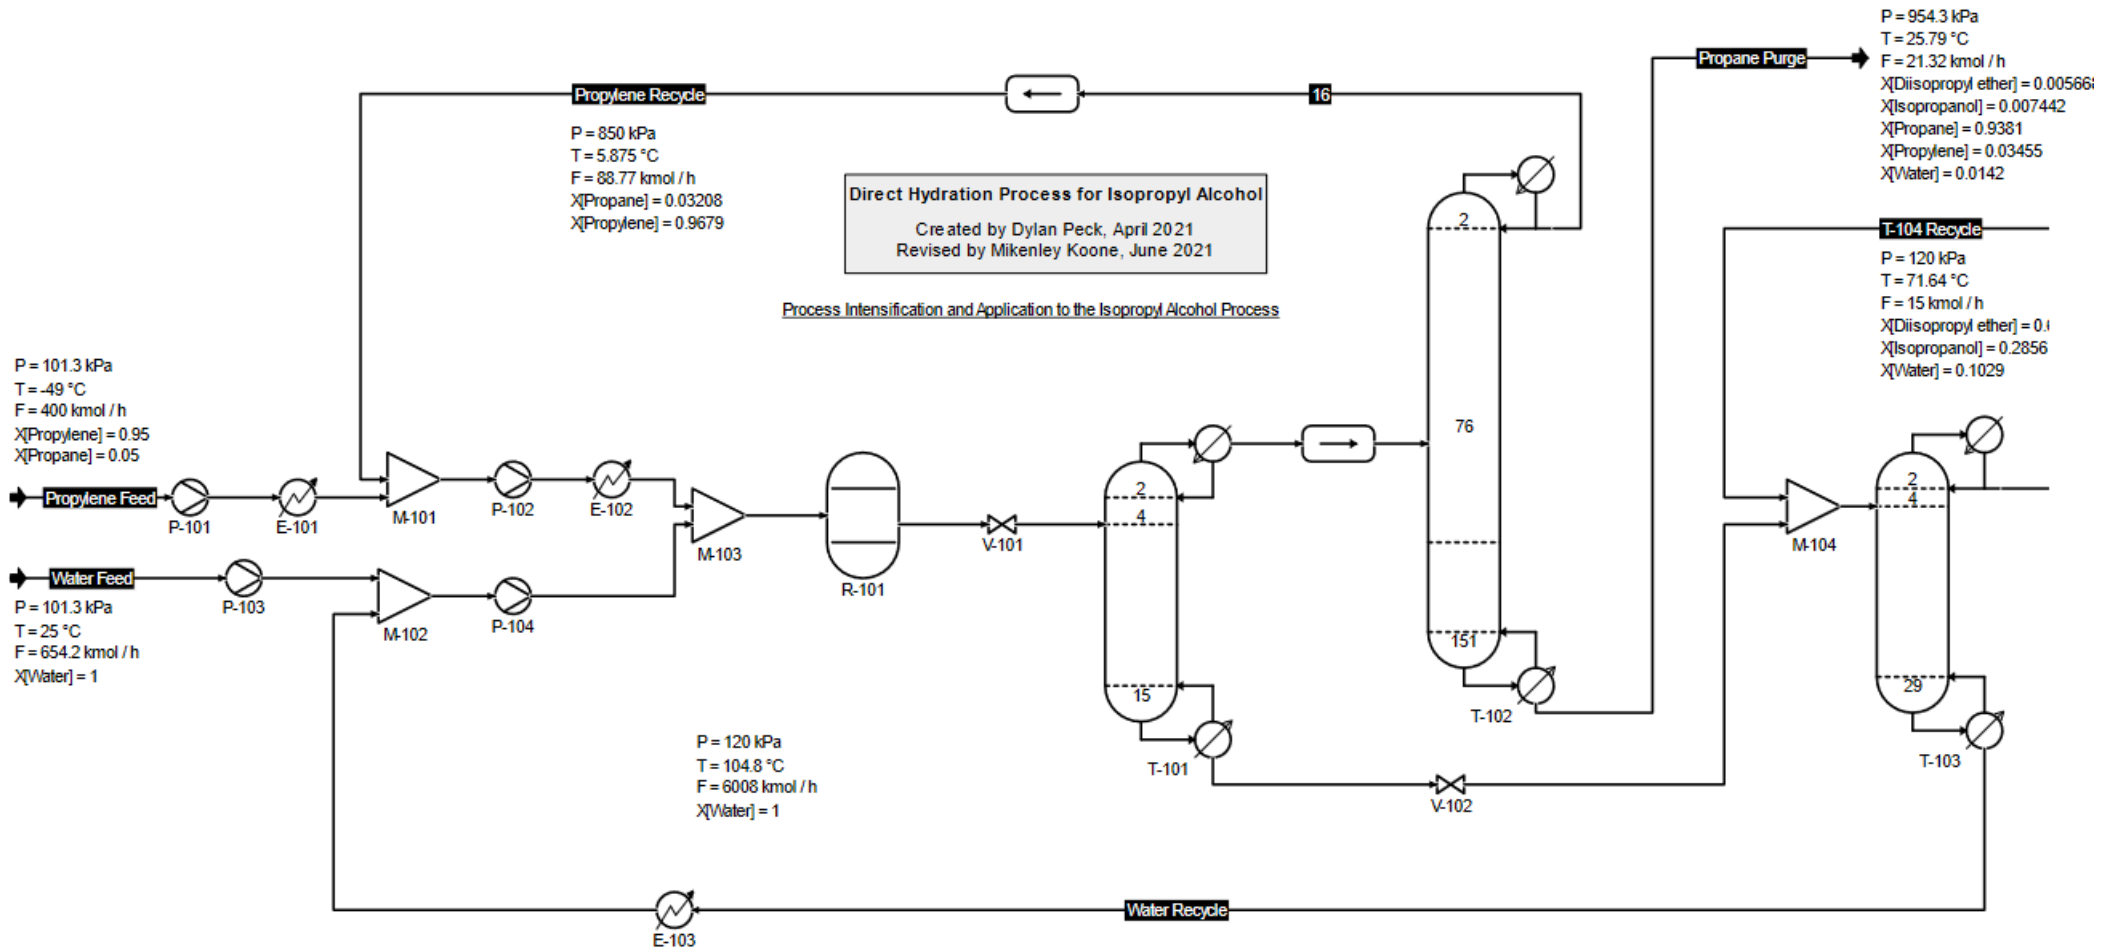 P = 954.3 kPa
T = 25.79 °C
F = 21.32 kmol / h
X[Diisopropyl ether] = 0.00566
X[Isopropanol] = 0.007442
X[Propane] = 0.9381
X[Propylene] = 0.03455
X[Water] = 0.0142
Propane Purge
Propylene Recycle
16
P = 850 kPa
T = 5.875 °C
F = 88.77 kmol / h
X[Propane] = 0.03208
X[Propylene] = 0.9679
Direct Hydration Process for Isopropyl Alcohol
Created by Dylan Peck, April 2021
Revised by Mikenley Koone, June 2021
Process Intensification and Application to the Isopropyl Alcohol Process
T-104 Recycle
P = 120 kPa
T = 71.64 °C
F = 15 kmol / h
X[Diisopropyl ether] = 0.
X[Isopropanol] = 0.2856
X[Water] = 0.1029
P = 101.3 kPa
T = -49 °C
F = 400 kmol / h
X[Propylene] = 0.95
X[Propane] = 0.05
Propylene Feed
P-101
E-101
M-101
P-102
E-102
M-103
R-101
V-101
2
4
15
T-101
2
76
151
T-102
M-104
2
4
29
T-103
Water Feed
P-103
M-102
P-104
P = 101.3 kPa
T = 25 °C
F = 654.2 kmol / h
X[Water] = 1
P = 120 kPa
T = 104.8 °C
F = 6008 kmol / h
X[Water] = 1
V-102
Water Recycle
E-103